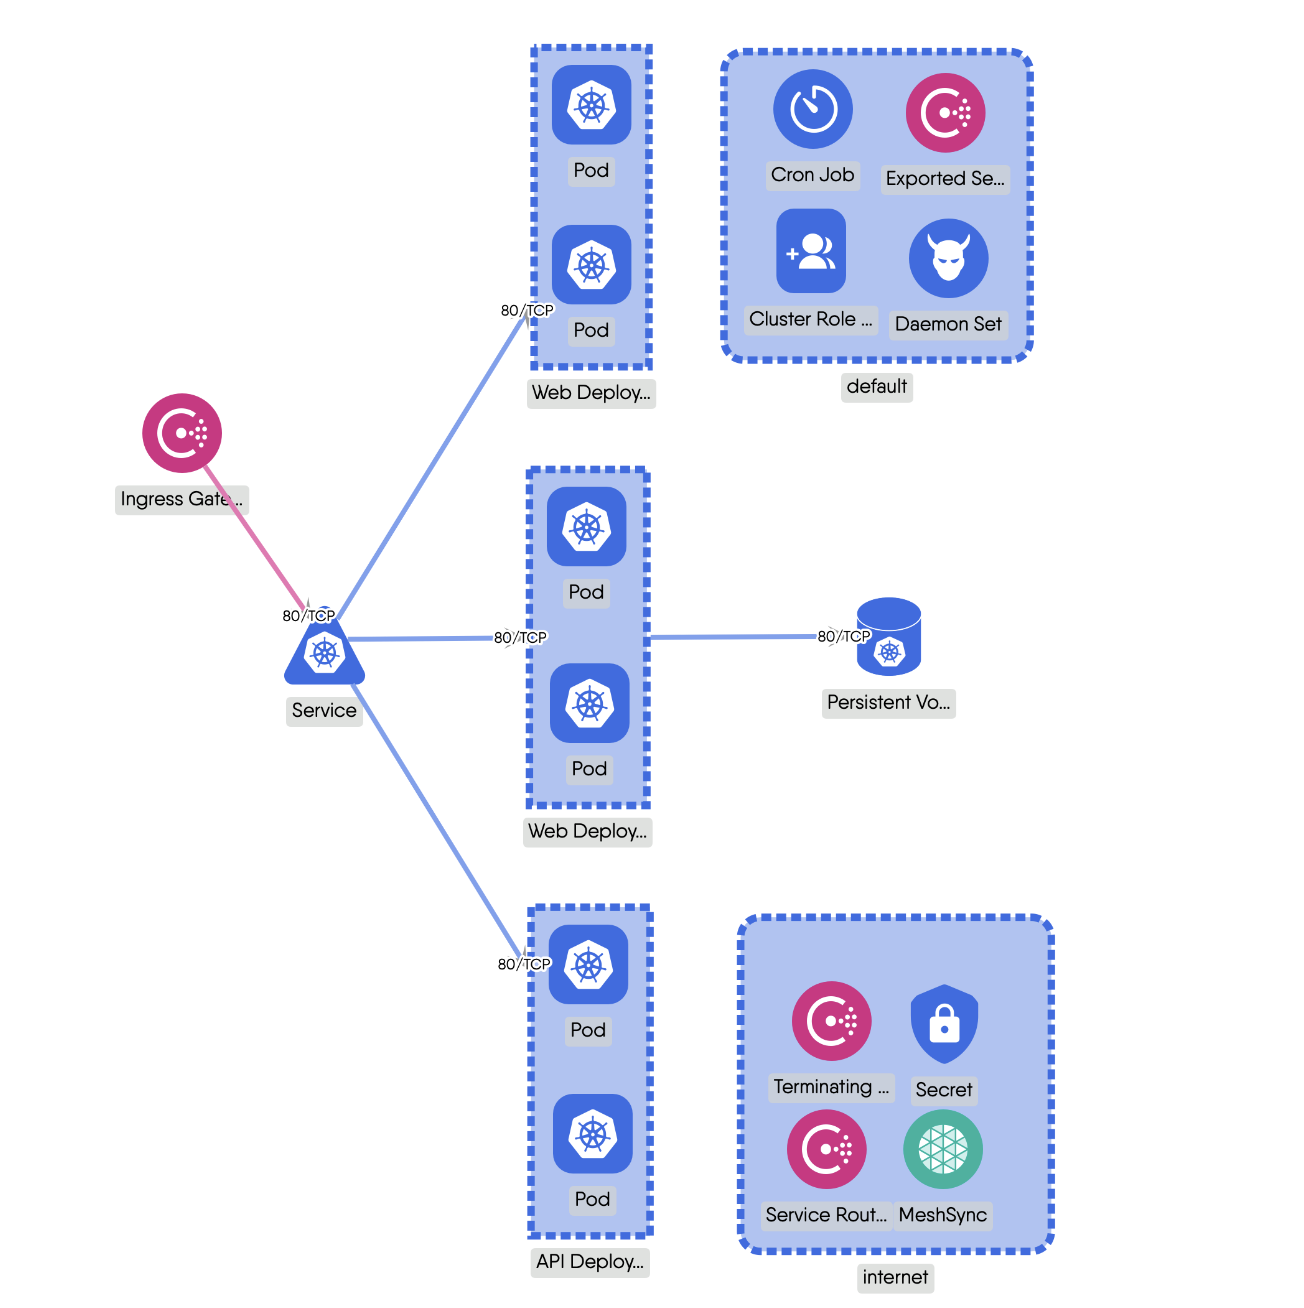 Pod
Pod
80/TCP
Web Deploy...
Cron Job
Exported Se...
Cluster Role ...
Daemon Set
default
Ingress Gate...
80/TCP
Service
Pod
80/TCP
Pod
Web Deploy...
80/TCP
Persistent Vo...
80/TCP
Pod
Pod
API Deploy...
Terminating ...
Secret
Service Rout...
MeshSync
internet